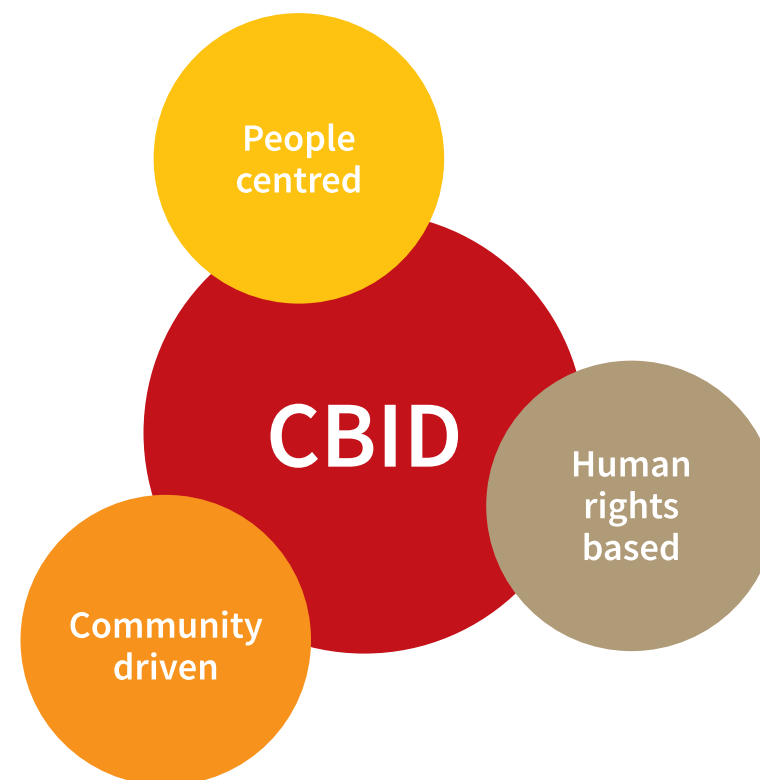 People
centred
CBID
Human
rights
based
Community
driven